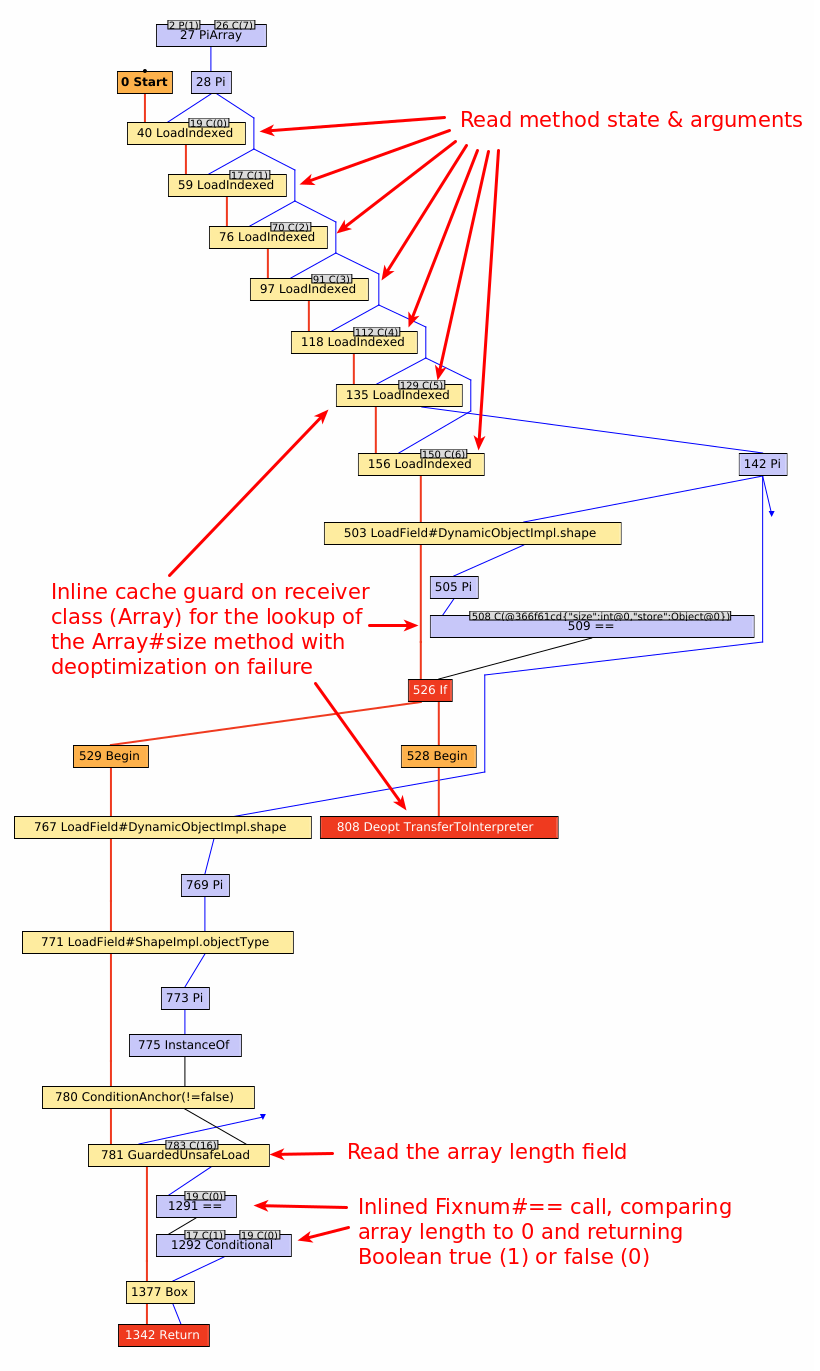 2 P(1) 26 C(7)
27 PiArray
0 Start
28 Pi
Read method state & arguments
19 C(0)
40 LoadIndexed
17 C(1)
59 LoadIndexed
70 C(2)
76 LoadIndexed
91 C(3)
97 LoadIndexed
112 C(4)
118 LoadIndexed
129 C(5)
135 LoadIndexed
150 C(6)
156 LoadIndexed
142 Pi
503 LoadField#DynamicObjectImpl.shape
505 Pi
Inline cache guard on receiver
class (Array) for the lookup of
the Array#size method with
deoptimization on failure
508 C(@366f61cd{"size":int@0,"store":Object@0})
509 ==
526 If
529 Begin
528 Begin
767 LoadField#DynamicObjectImpl.shape
808 Deopt TransferToInterpreter
769 Pi
771 LoadField#ShapeImpl.objectType
773 Pi
775 InstanceOf
780 ConditionAnchor(!=false)
783 C(16)
781 GuardedUnsafeLoad
Read the array length field
19 C(0)
1291 ==
Inlined Fixnum#== call, comparing
array length to 0 and returning
Boolean true (1) or false (0)
17 C(1) 19 C(0)
1292 Conditional
1377 Box
1342 Return